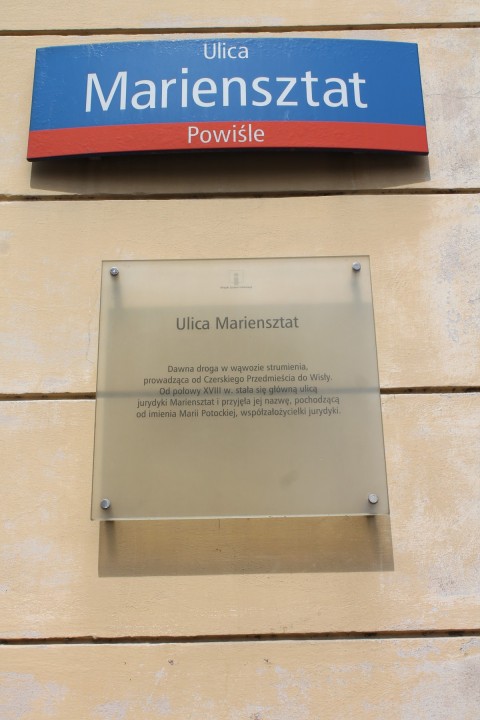 Ulica
Mariensztat
Powiśle
Ulica Mariensztat
Dawna droga w wąwozie strumienia,
prowadząca od Czerskiego Przedmieścia do Wisły.
Od połowy XVIII w. stała się główną ulicą
jurydyki Mariensztat i przyjęła jej nazwę, pochodzącą
od imienia Marii Potockiej, współzałożycielki jurydyki.